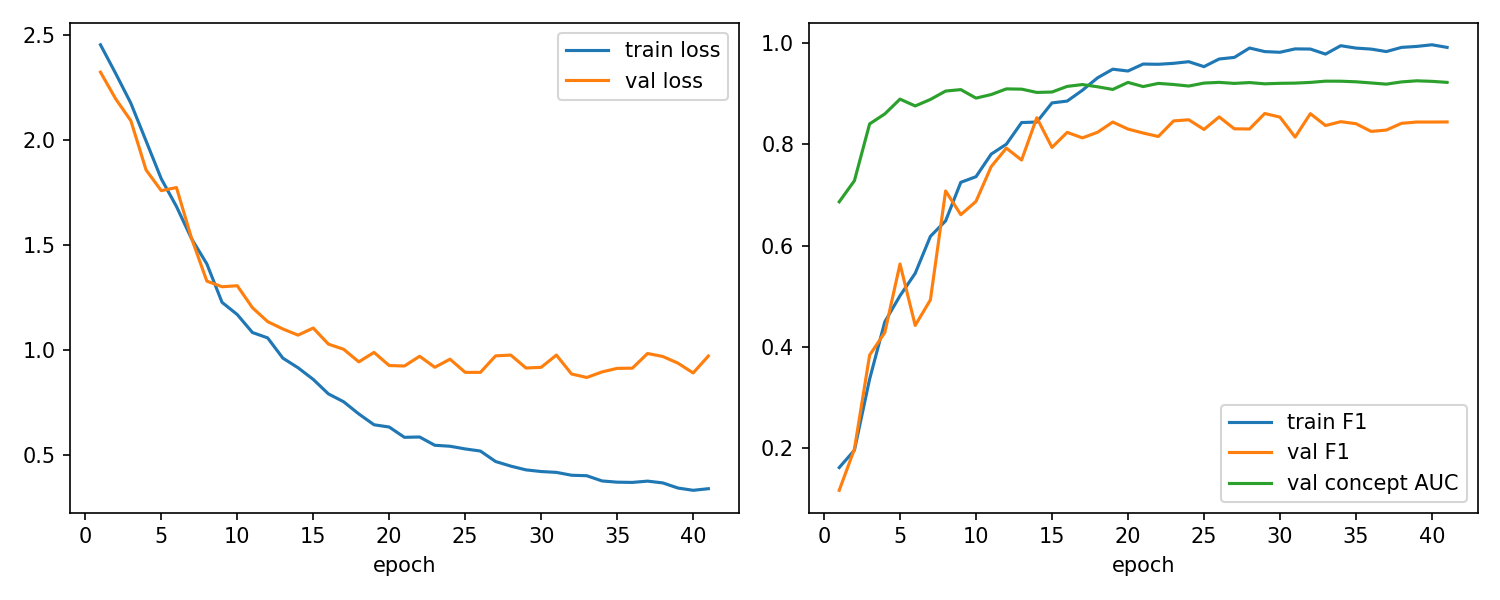 2.5
2.0
1.5
1.0
0.5
0 5 10 15 20 25 30 35 40
epoch
train loss
val loss
1.0
0.8
0.6
0.4
0.2
0 5 10 15 20 25 30 35 40
epoch
train F1
val F1
val concept AUC